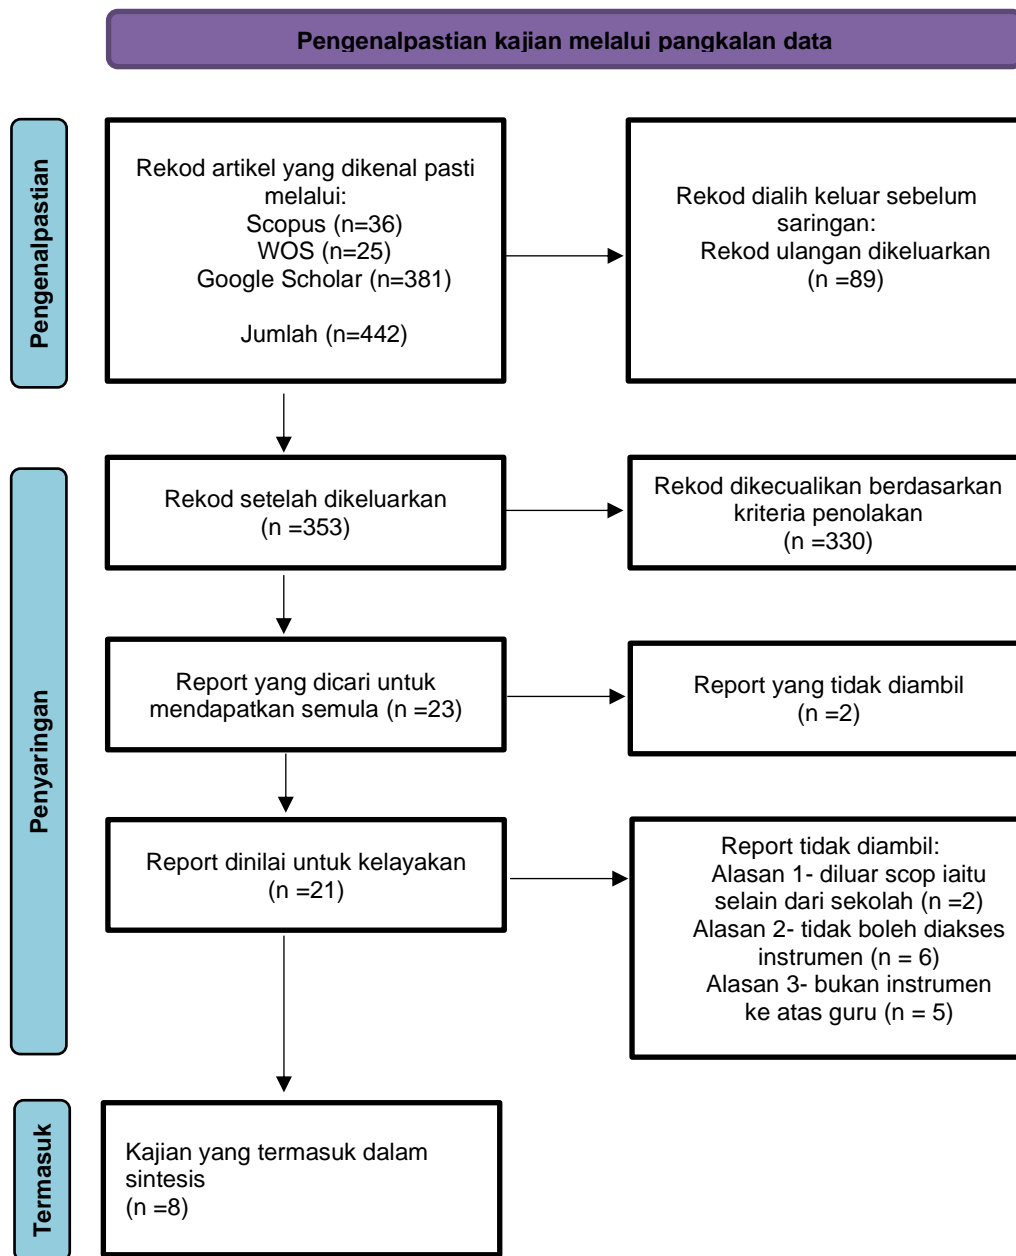 Pengenalpastian kajian melalui pangkalan data
Pengenalpastian
Rekod artikel yang dikenal pasti
melalui:
Scopus (n=36)
WOS (n=25)
Google Scholar (n=381)
Jumlah (n=442)
Rekod dialih keluar sebelum
saringan:
Rekod ulangan dikeluarkan
(n =89)
Penyaringan
Rekod setelah dikeluarkan
(n =353)
Rekod dikecualikan berdasarkan
kriteria penolakan
(n =330)
Report yang dicari untuk
mendapatkan semula (n =23)
Report yang tidak diambil
(n =2)
Report dinilai untuk kelayakan
(n =21)
Report tidak diambil:
Alasan 1- diluar scop iaitu
selain dari sekolah (n =2)
Alasan 2- tidak boleh diakses
instrumen (n = 6)
Alasan 3- bukan instrumen
ke atas guru (n = 5)
Termasuk
Kajian yang termasuk dalam
sintesis
(n =8)